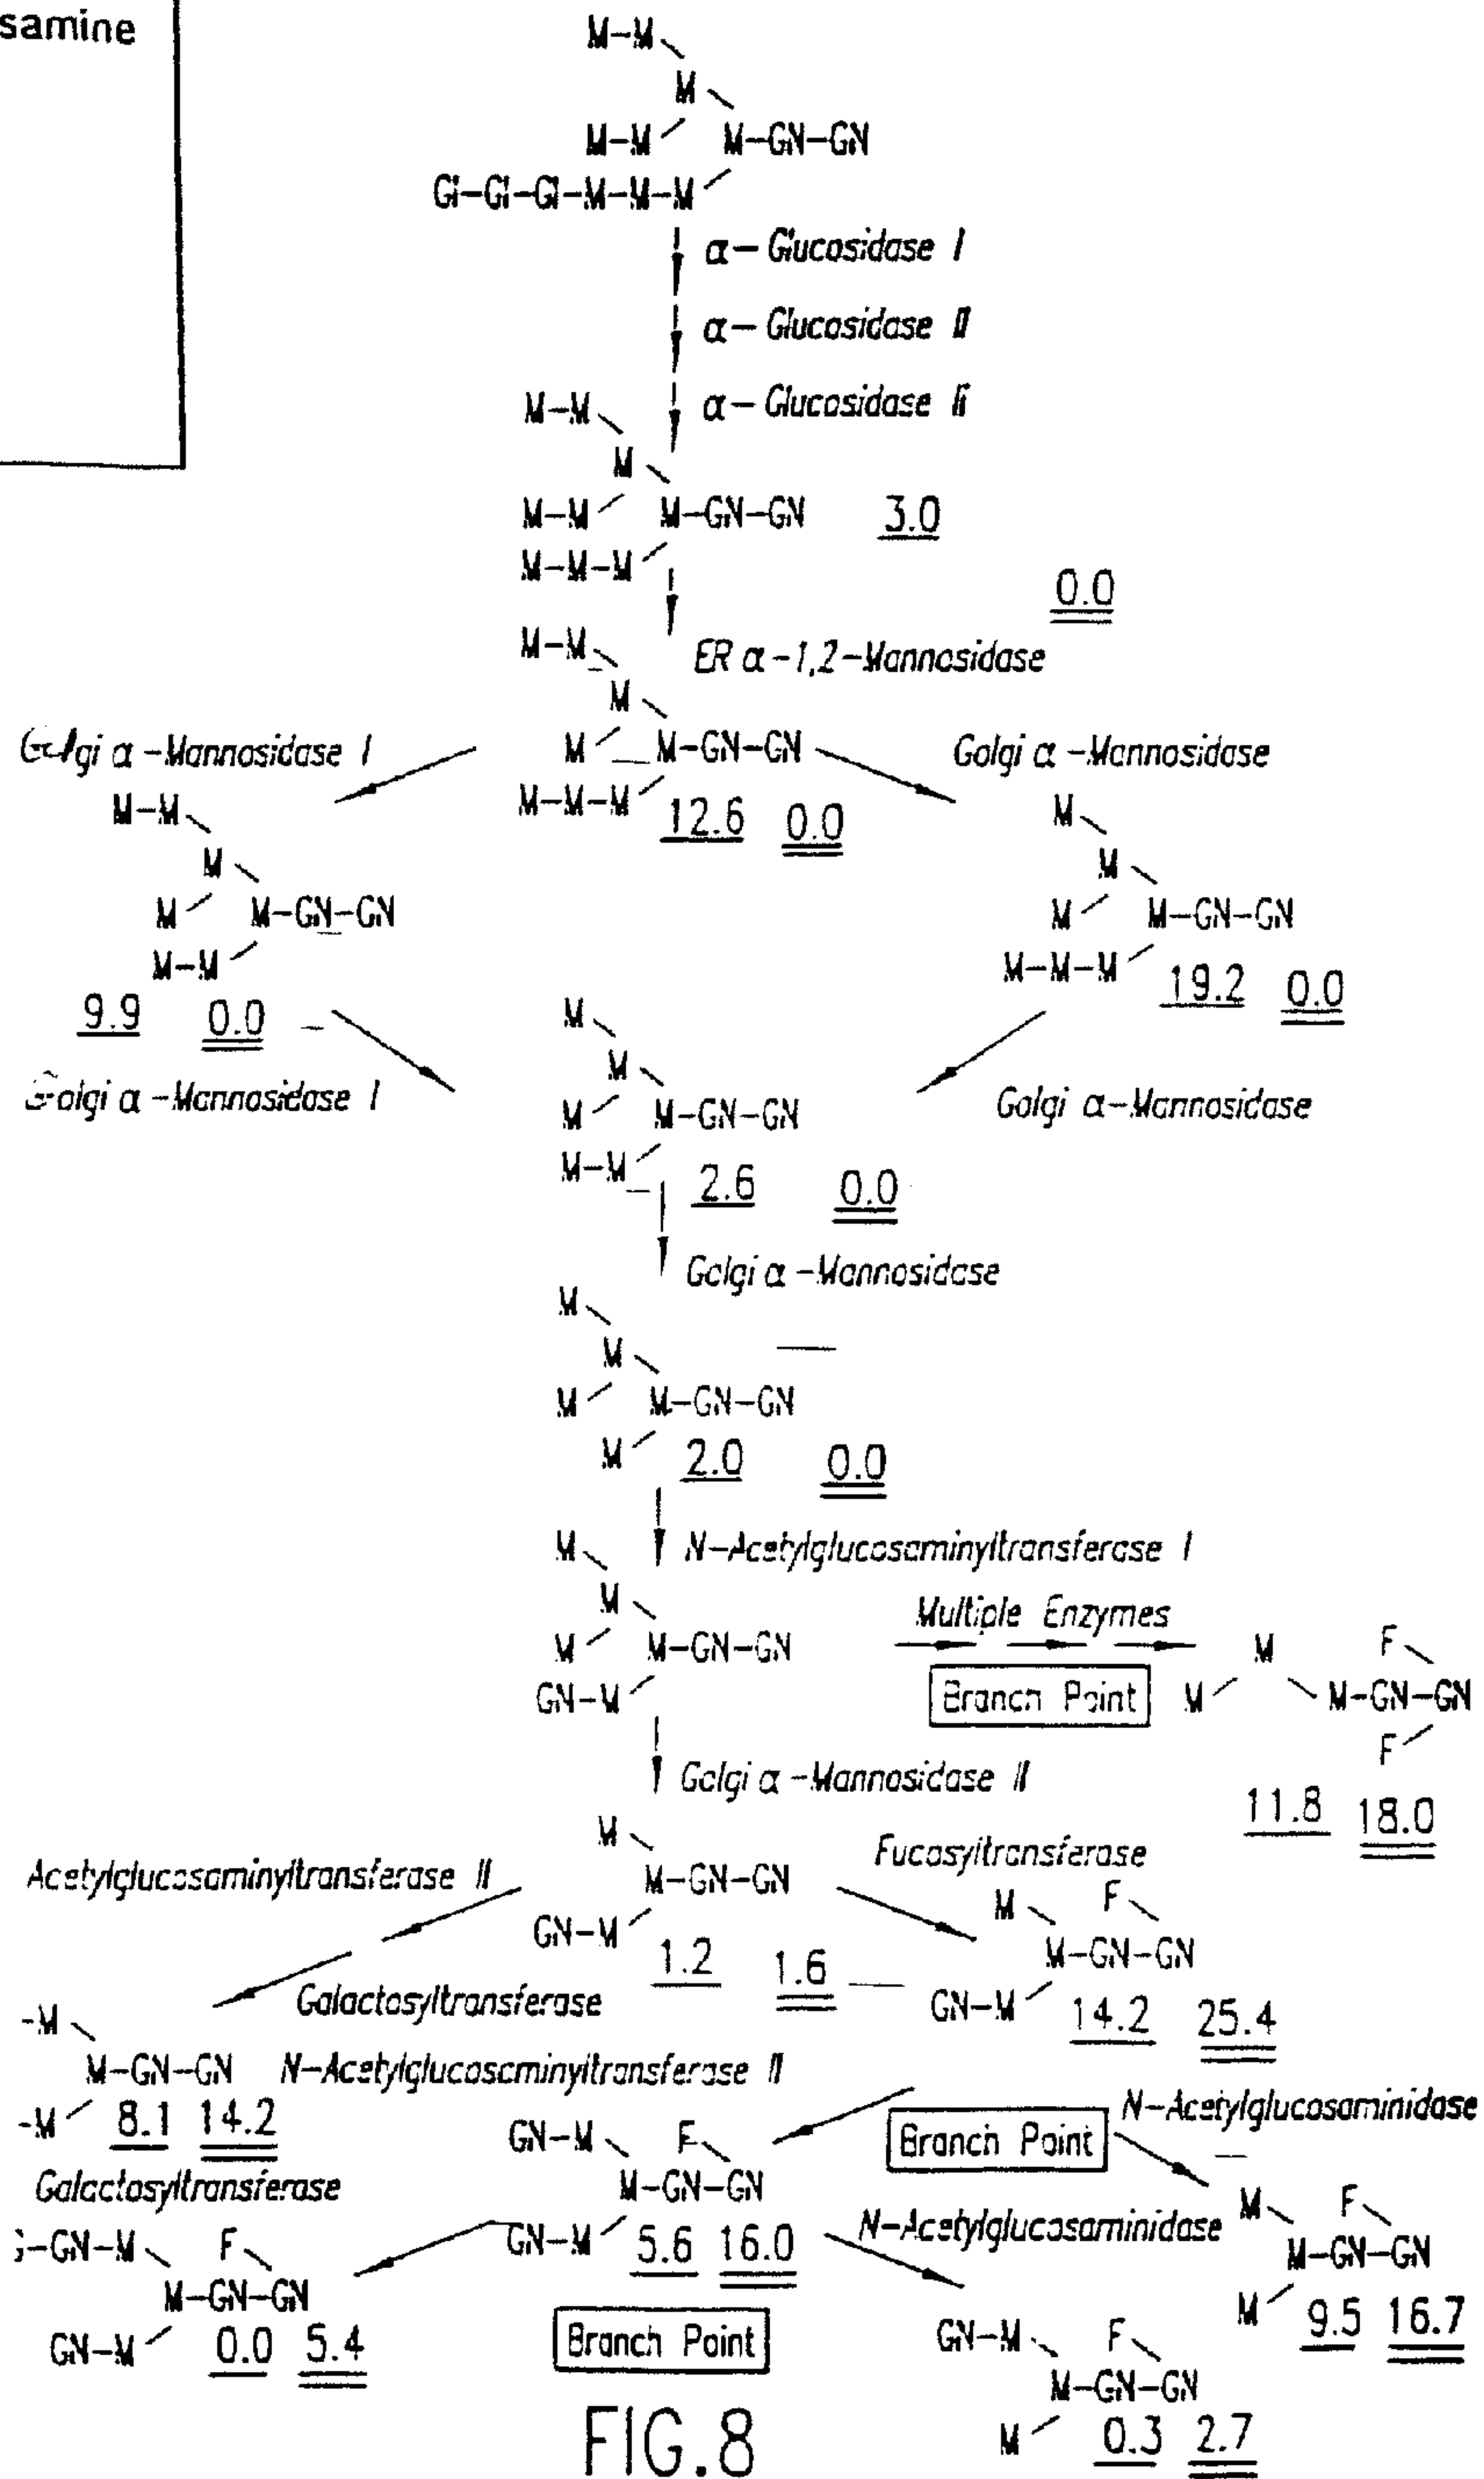 samine
M-M
M
M-M M-GN-GN
Gl-Gl-Gl-M-M-M
α-Glucosidase I
α-Glucosidase II
α-Glucosidase II
M-M
M
M-M M-GN-GN 3.0
M-M-M
0.0
M-M
ER α-1,2-Mannosidase
M
Golgi α-Mannosidase I M M-GN-GN Golgi α-Mannosidase
M-M-M 12.6 0.0
M-M M
M M
M M-GN-GN M M-GN-GN
M-M M-M-M
9.9 0.0 19.2 0.0
M
M
Golgi α-Mannosidase I M M-GN-GN Golgi α-Mannosidase
M-M 2.6 0.0
Golgi α-Mannosidase
M
M
M M-GN-GN
M 2.0 0.0
M N-Acetylglucosaminyltransferase I
M Multiple Enzymes
M M-GN-GN M F
GN-M Branch Point M M-GN-GN
F
Golgi α-Mannosidase II
11.8 18.0
M
Acetylglucosaminyltransferase II M-GN-GN Fucosyltransferase
M F
GN-M 1.2 1.6 M-GN-GN
Galactosyltransferase GN-M 14.2 25.4
-M
M-GN-GN N-Acetylglucosaminyltransferase II
-M 8.1 14.2 N-Acetylglucosaminidase
GN-M F Branch Point
Galactosyltransferase M-GN-GN
GN-M 5.6 16.0 N-Acetylglucosaminidase M F
-GN-M F M-GN-GN
M-GN-GN M 9.5 16.7
GN-M 0.0 5.4 Branch Point GN-M F
M-GN-GN
M 0.3 2.7
FIG.8